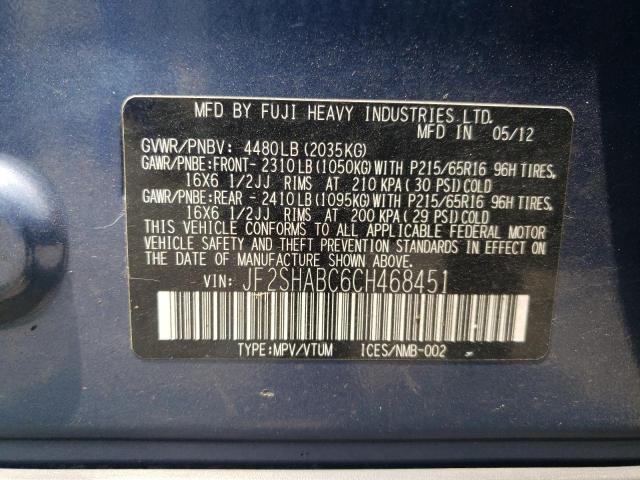 MFD BY FUJI HEAVY INDUSTRIES LTD.
MFD IN 05/12
GVWR/PNBV: 4480LB (2035KG)
GAWR/PNBE:FRONT- 2310LB (1050KG) WITH P215/65R16 96H TIRES,
16X6 1/2JJ RIMS AT 210 KPA (30 PSI) COLD
GAWR/PNBE:REAR - 2410LB (1095KG) WITH P215/65R16 96H TIRES,
16X6 1/2JJ RIMS AT 200 KPA (29 PSI) COLD
THIS VEHICLE CONFORMS TO ALL APPLICABLE FEDERAL MOTOR
VEHICLE SAFETY AND THEFT PREVENTION STANDARDS IN EFFECT ON
THE DATE OF MANUFACTURE SHOWN ABOVE.
VIN: JF2SHABC6CH468451
TYPE:MPV/VTUM ICES/NMB-002